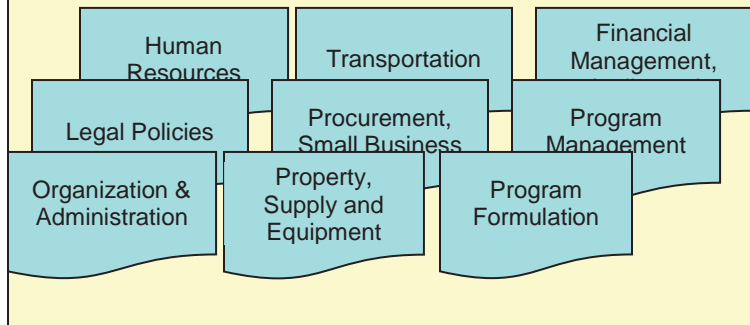 Human
Resources
Transportation
Financial
Management,
Legal Policies
Procurement,
Small Business
Program
Management
Organization &
Administration
Property,
Supply and
Equipment
Program
Formulation